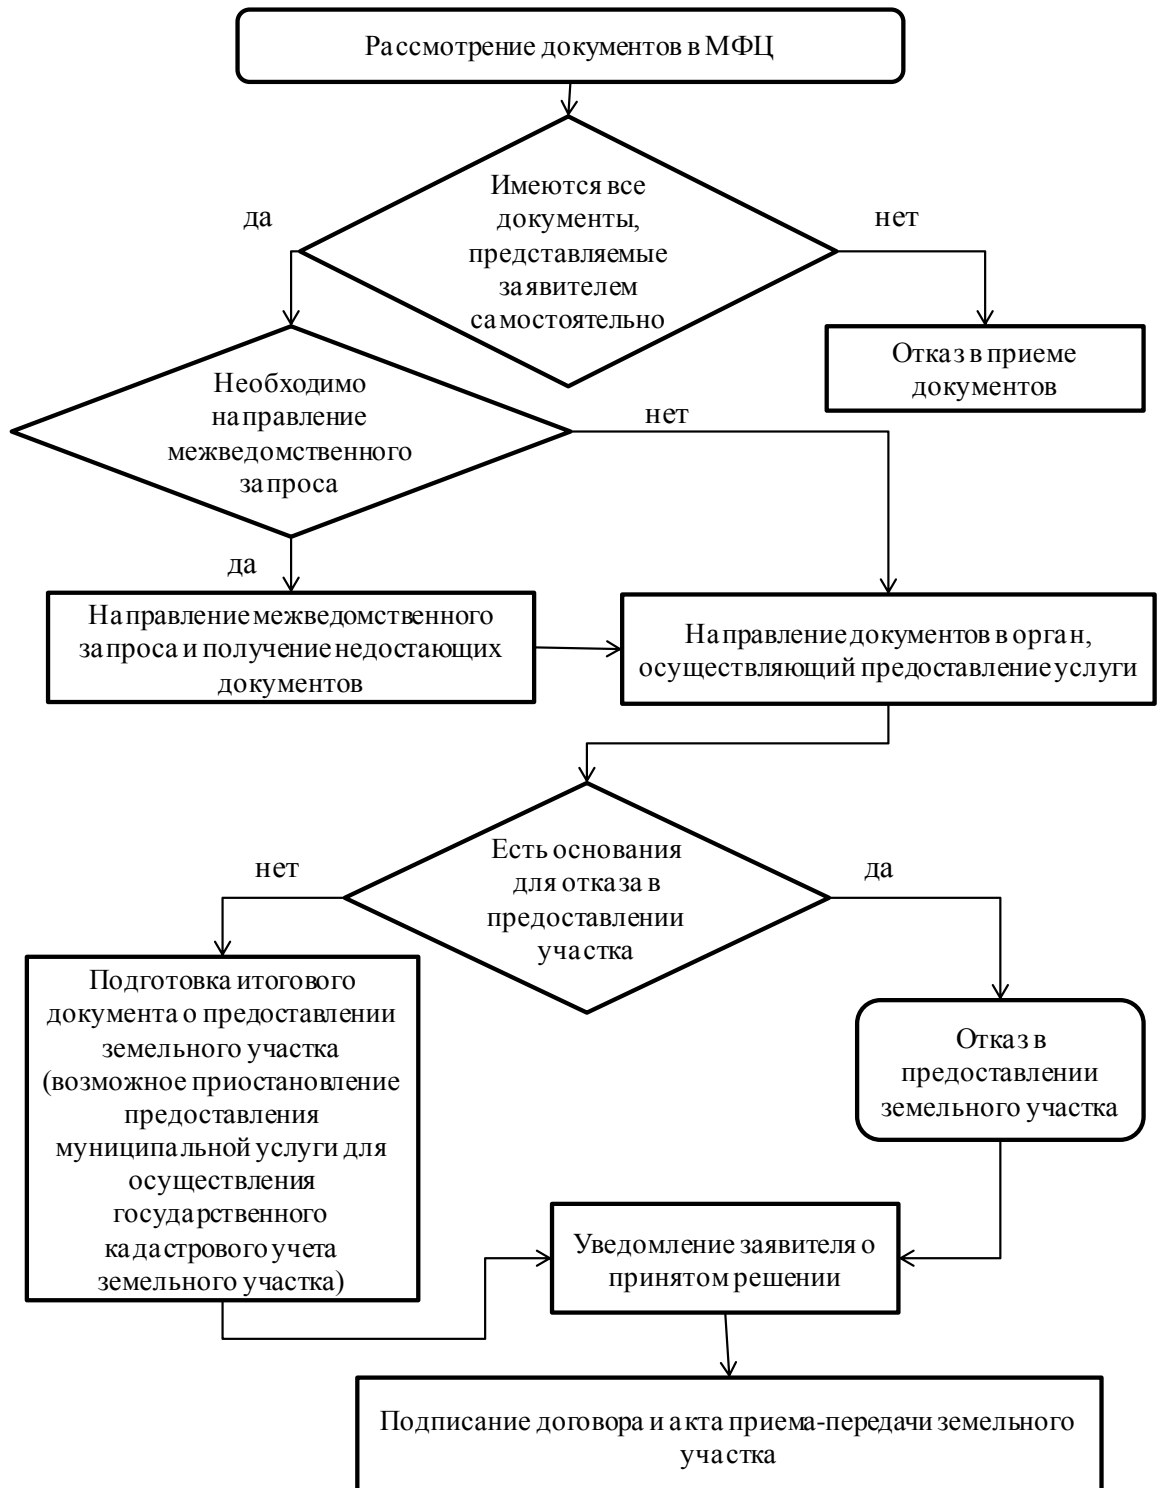 Рассмотрение документов в МФЦ
Имеются все
документы,
представляемые
заявителем
самостоятельно
да
нет
Отказ в приеме
документов
Необходимо
направление
межведомственного
запроса
нет
да
Направление межведомственного
запроса и получение недостающих
документов
Направление документов в орган,
осуществляющий предоставление услуги
Есть основания
для отказа в
предоставлении
участка
нет
да
Подготовка итогового
документа о предоставлении
земельного участка
(возможное приостановление
предоставления
муниципальной услуги для
осуществления
государственного
кадастрового учета
земельного участка)
Отказ в
предоставлении
земельного участка
Уведомление заявителя о
принятом решении
Подписание договора и акта приема-передачи земельного
участка